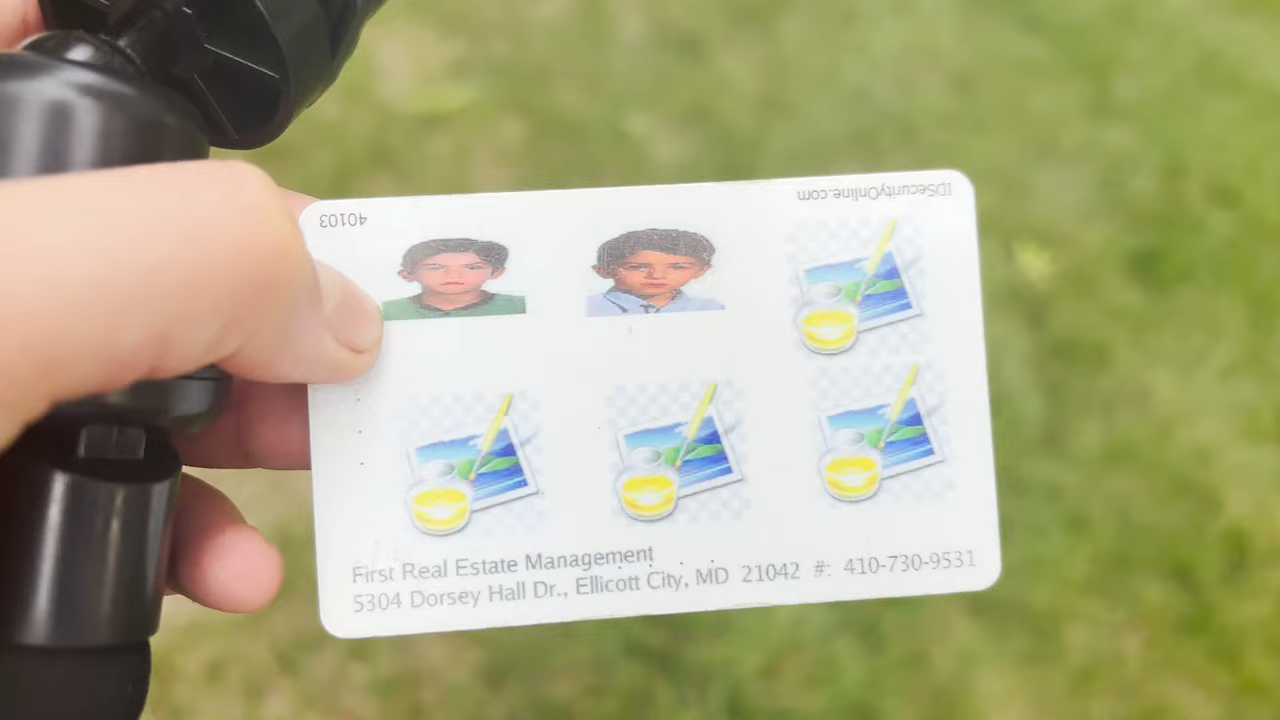 40103
IDSecurityOnline.com
First Real Estate Management
5304 Dorsey Hall Dr., Ellicott City, MD 21042 #: 410-730-9531